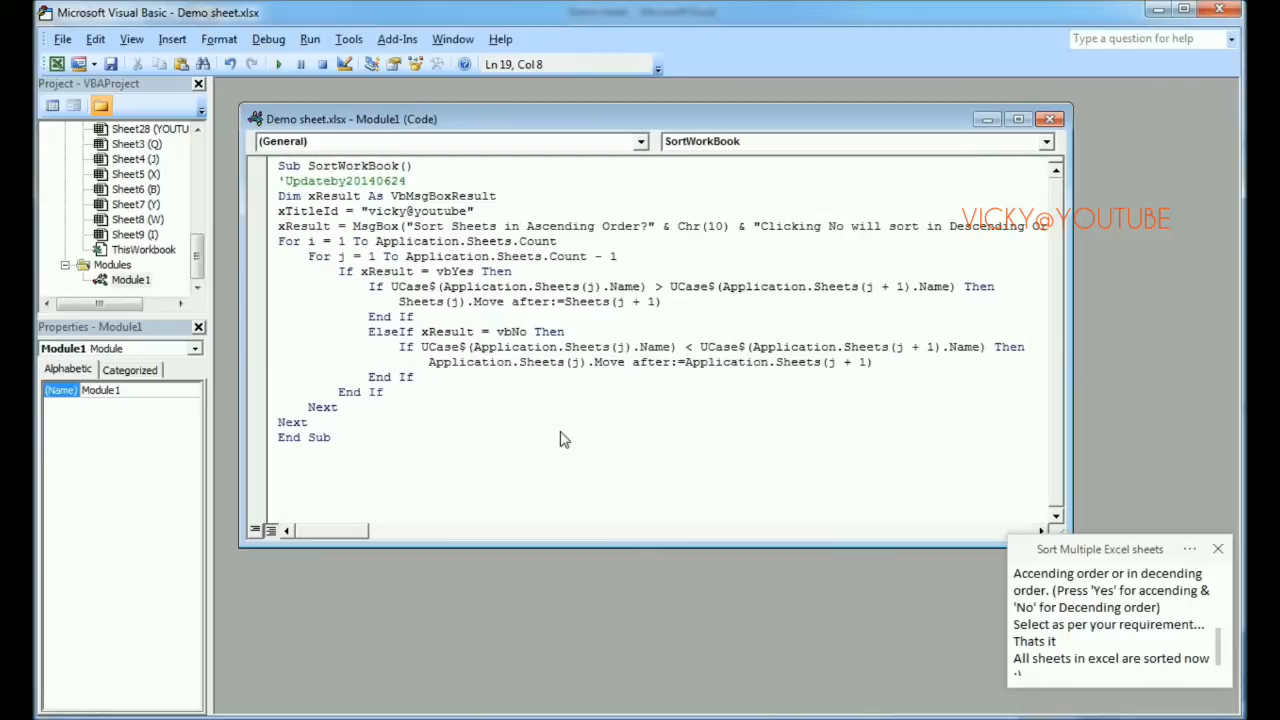 Microsoft Visual Basic - Demo sheet.xlsx
File Edit View Insert Format Debug Run Tools Add-Ins Window Help
Type a question for help
Ln 19, Col 8
Project - VBAProject
Sheet28 (YOUTU
Sheet3 (Q)
Sheet4 (J)
Sheet5 (X)
Sheet6 (B)
Sheet7 (Y)
Sheet8 (W)
Sheet9 (I)
ThisWorkbook
Modules
Module1
Properties - Module1
Module1 Module
Alphabetic Categorized
(Name) Module1
Demo sheet.xlsx - Module1 (Code)
(General) SortWorkBook
Sub SortWorkBook()
'Updateby20140624
Dim xResult As VbMsgBoxResult
xTitleId = "vicky@youtube"
xResult = MsgBox("Sort Sheets in Ascending Order?" & Chr(10) & "Clicking No will sort in Descending Or
For i = 1 To Application.Sheets.Count
For j = 1 To Application.Sheets.Count - 1
If xResult = vbYes Then
If UCase$(Application.Sheets(j).Name) > UCase$(Application.Sheets(j + 1).Name) Then
Sheets(j).Move after:=Sheets(j + 1)
End If
ElseIf xResult = vbNo Then
If UCase$(Application.Sheets(j).Name) < UCase$(Application.Sheets(j + 1).Name) Then
Application.Sheets(j).Move after:=Application.Sheets(j + 1)
End If
End If
Next
Next
End Sub
VICKY@YOUTUBE
Sort Multiple Excel sheets
Accending order or in decending
order. (Press 'Yes' for accending &
'No' for Decending order)
Select as per your requirement...
Thats it
All sheets in excel are sorted now